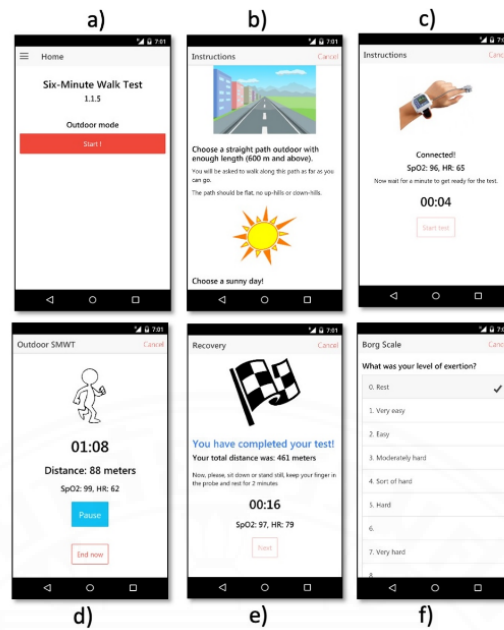 a)
b)
c)
7:01
Home
Six-Minute Walk Test
1.1.5
Outdoor mode
Start !
7:01
Instructions
Cancel
Choose a straight path outdoor with
enough length (600 m and above).
You will be asked to walk along this path as far as you
can go.
The path should be flat, no up-hills or down-hills.
Choose a sunny day!
7:0
Instructions
Canc
Connected!
SpO2: 96, HR: 65
Now wait for a minute to get ready for the test.
00:04
Start test
7:01
Outdoor SMWT
Cancel
01:08
Distance: 88 meters
SpO2: 99, HR: 62
Pause
End now
7:01
Recovery
Cancel
You have completed your test!
Your total distance was: 461 meters
Now, please, sit down or stand still, keep your finger in
the probe and rest for 2 minutes
00:16
SpO2: 97, HR: 79
Next
7:0
Borg Scale
Canc
What was your level of exertion?
0. Rest
1. Very easy
2. Easy
3. Moderately hard
4. Sort of hard
5. Hard
6.
7. Very hard
8.
d)
e)
f)